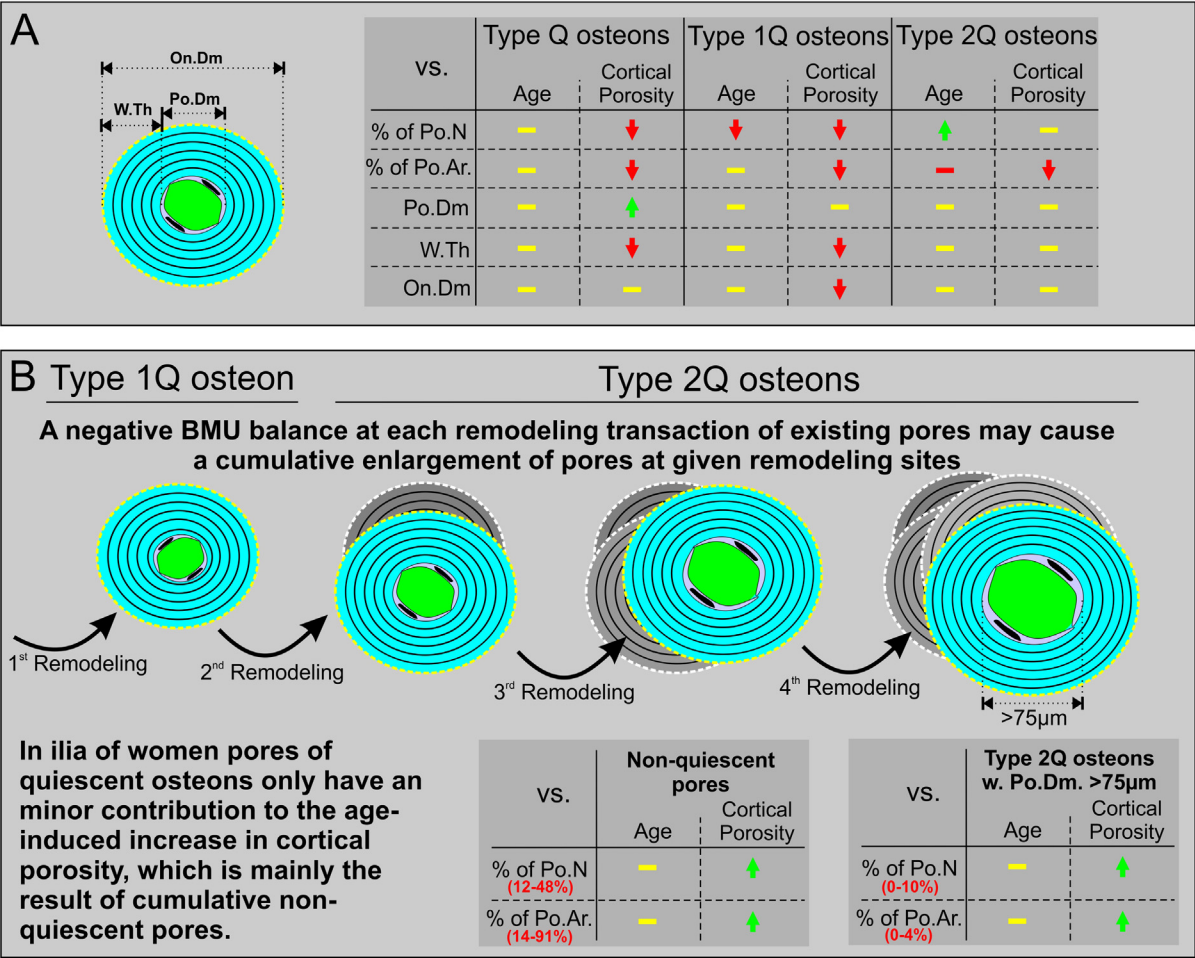 A
On.Dm
W.Th
Po.Dm
vs.
Type Q osteons
Type 1Q osteons
Type 2Q osteons
Age
Cortical
Porosity
Age
Cortical
Porosity
Age
Cortical
Porosity
% of Po.N
% of Po.Ar.
Po.Dm
W.Th
On.Dm
B
Type 1Q osteon
Type 2Q osteons
A negative BMU balance at each remodeling transaction of existing pores may cause
a cumulative enlargement of pores at given remodeling sites
1st Remodeling
2nd Remodeling
3rd Remodeling
4th Remodeling
>75µm
In ilia of women pores of
quiescent osteons only have an
minor contribution to the age-
induced increase in cortical
porosity, which is mainly the
result of cumulative non-
quiescent pores.
vs.
Non-quiescent
pores
Age
Cortical
Porosity
% of Po.N
(12-48%)
% of Po.Ar.
(14-91%)
vs.
Type 2Q osteons
w. Po.Dm. >75µm
Age
Cortical
Porosity
% of Po.N
(0-10%)
% of Po.Ar.
(0-4%)